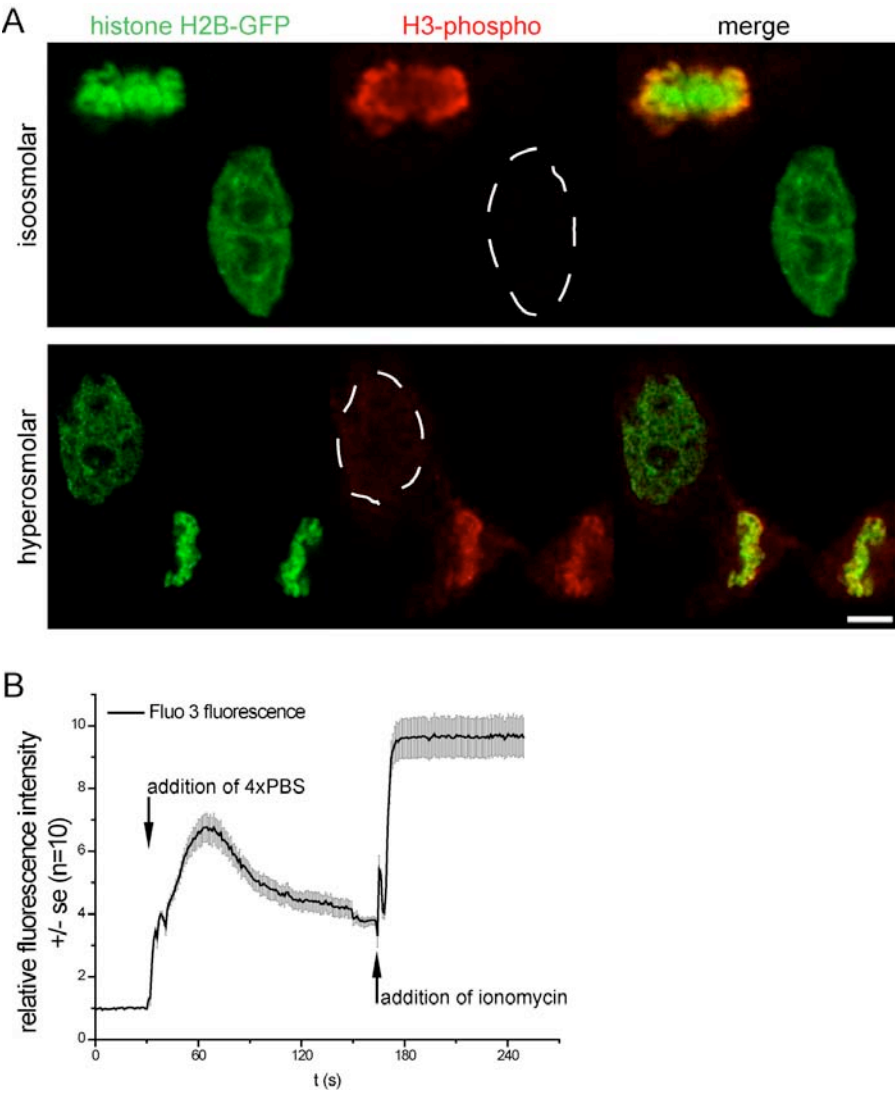 A
histone H2B-GFP H3-phospho merge
isoosmolar
hyperosmolar
B
relative fluorescence intensity
+/- se (n=10)
Fluo 3 fluorescence
addition of 4xPBS
addition of ionomycin
10
8
6
4
2
0
0 60 120 180 240
t (s)